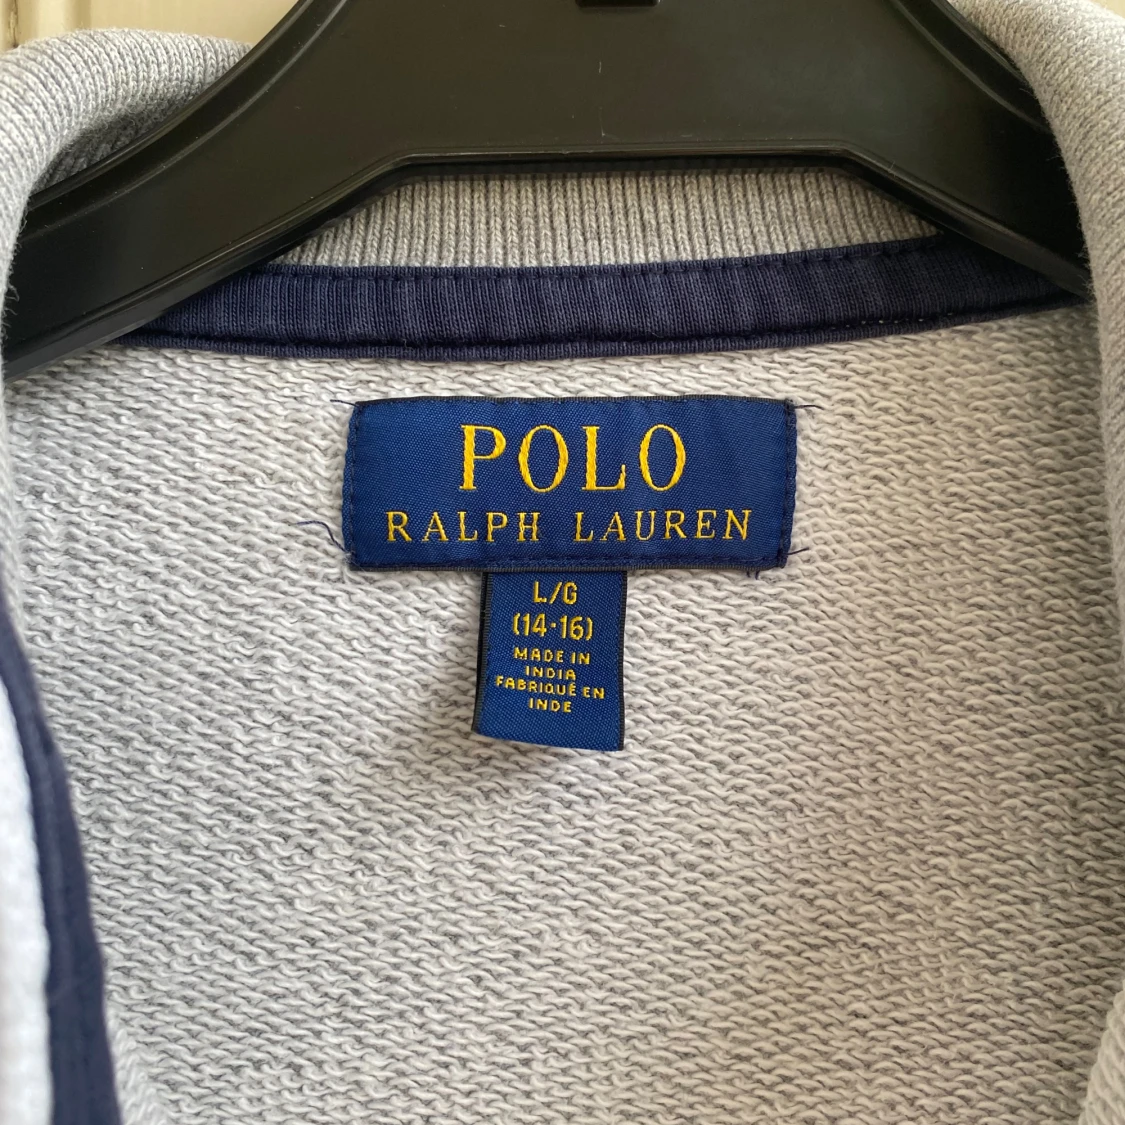 POLO
RALPH LAUREN
L/G
(14-16)
MADE IN
INDIA
FABRIQUÉ EN
INDE